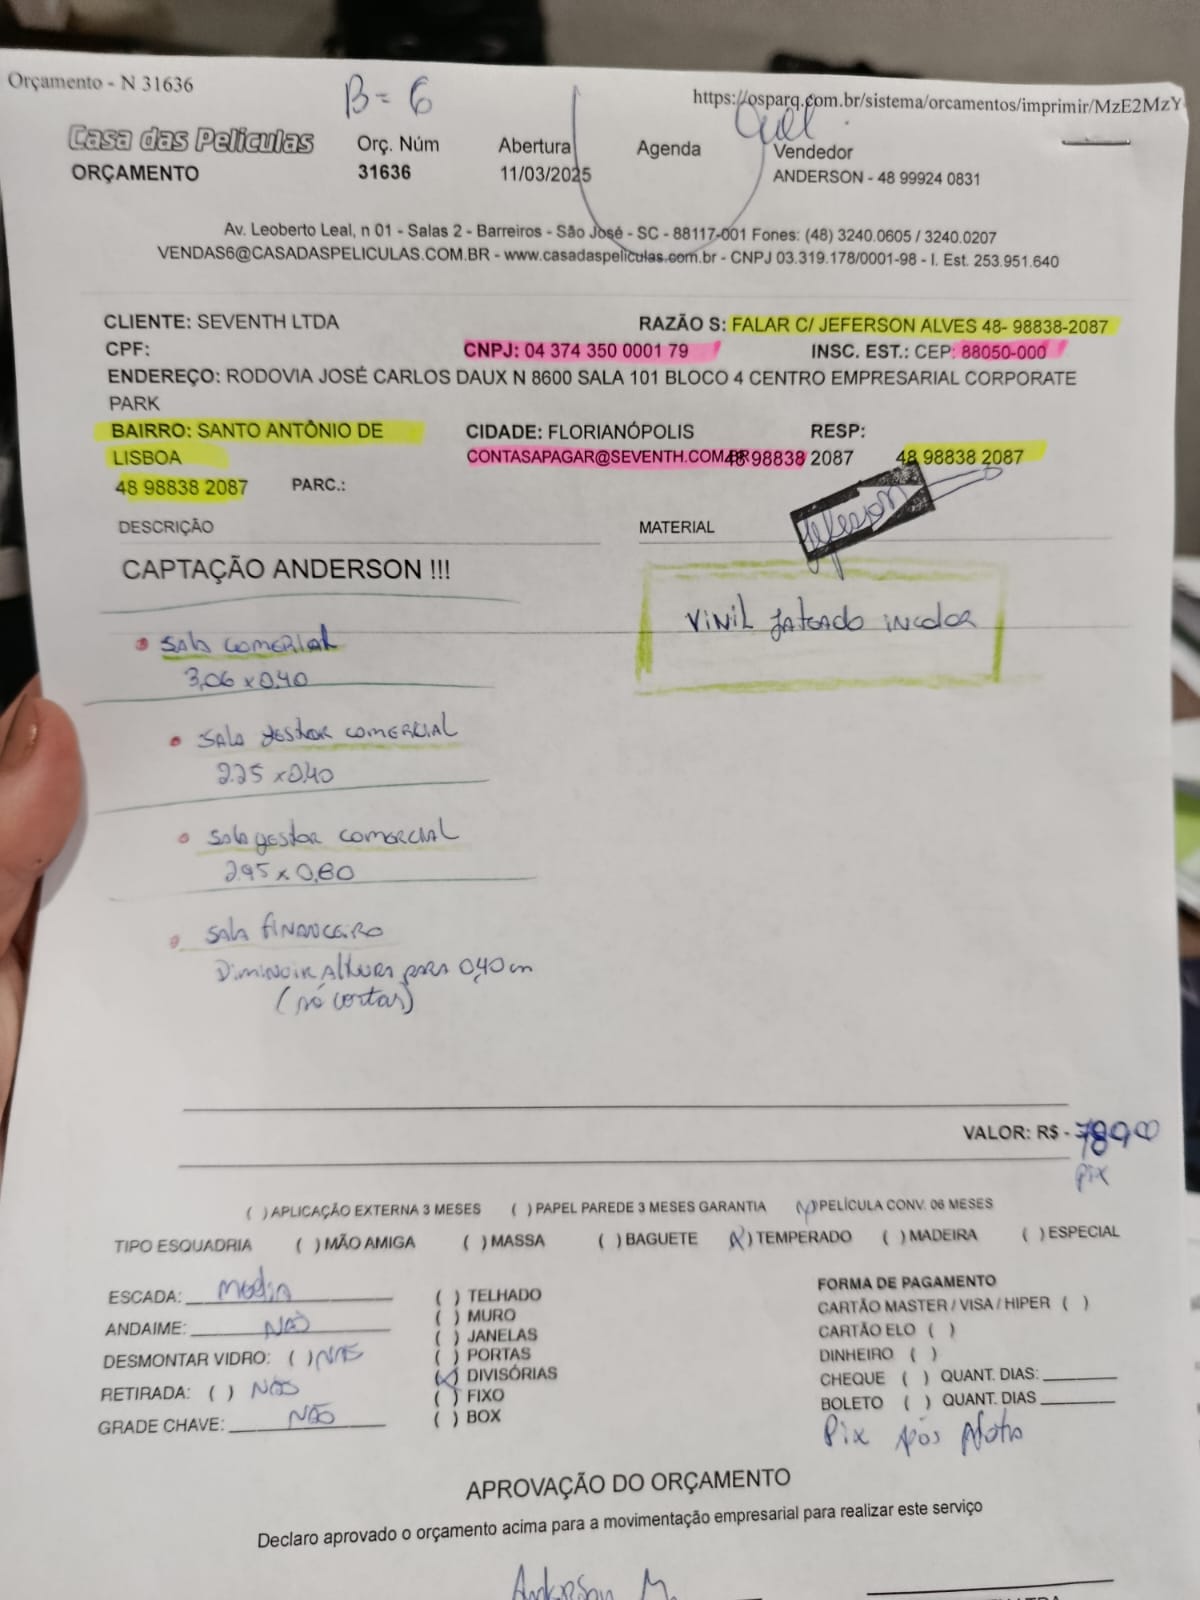 Orçamento - N 31636
B = 6
https://osparq.com.br/sistema/orcamentos/imprimir/MzE2MzY
Casa das Películas
Orç. Núm
Abertura
Agenda
Vendedor
ORÇAMENTO
31636
11/03/2025
ANDERSON - 48 99924 0831
Av. Leoberto Leal, n 01 - Salas 2 - Barreiros - São José - SC - 88117-001 Fones: (48) 3240.0605 / 3240.0207
VENDAS6@CASADASPELICULAS.COM.BR - www.casadaspeliculas.com.br - CNPJ 03.319.178/0001-98 - I. Est. 253.951.640
CLIENTE: SEVENTH LTDA
RAZÃO S: FALAR C/ JEFERSON ALVES 48- 98838-2087
CPF:
CNPJ: 04 374 350 0001 79
INSC. EST.: CEP: 88050-000
ENDEREÇO: RODOVIA JOSÉ CARLOS DAUX N 8600 SALA 101 BLOCO 4 CENTRO EMPRESARIAL CORPORATE
PARK
BAIRRO: SANTO ANTÔNIO DE
CIDADE: FLORIANÓPOLIS
RESP:
LISBOA
CONTASAPAGAR@SEVENTH.COM.BR 48 98838 2087
48 98838 2087
48 98838 2087
PARC.:
Jeferson
DESCRIÇÃO
MATERIAL
CAPTAÇÃO ANDERSON !!!
VINIL JATEADO INCOLOR
SALA COMERCIAL
3,06 x 0,40
SALA GESTOR COMERCIAL
2.25 x 0,40
SALA GESTOR COMERCIAL
2.95 x 0,60
SALA FINANCEIRO
Diminuir Altura para 0,40 cm
(só cortar)
VALOR: R$ - 789,00
Pix
( ) APLICAÇÃO EXTERNA 3 MESES
( ) PAPEL PAREDE 3 MESES GARANTIA
(X) PELÍCULA CONV. 06 MESES
TIPO ESQUADRIA
( ) MÃO AMIGA
( ) MASSA
( ) BAGUETE
(X) TEMPERADO
( ) MADEIRA
( ) ESPECIAL
ESCADA: Média
ANDAIME: NÃO
DESMONTAR VIDRO: ( ) NÃO
RETIRADA: ( ) NÃO
GRADE CHAVE: NÃO
( ) TELHADO
( ) MURO
( ) JANELAS
( ) PORTAS
(X) DIVISÓRIAS
( ) FIXO
( ) BOX
FORMA DE PAGAMENTO
CARTÃO MASTER / VISA / HIPER ( )
CARTÃO ELO ( )
DINHEIRO ( )
CHEQUE ( ) QUANT. DIAS:
BOLETO ( ) QUANT. DIAS
Pix Após
APROVAÇÃO DO ORÇAMENTO
Declaro aprovado o orçamento acima para a movimentação empresarial para realizar este serviço
Anderson M.